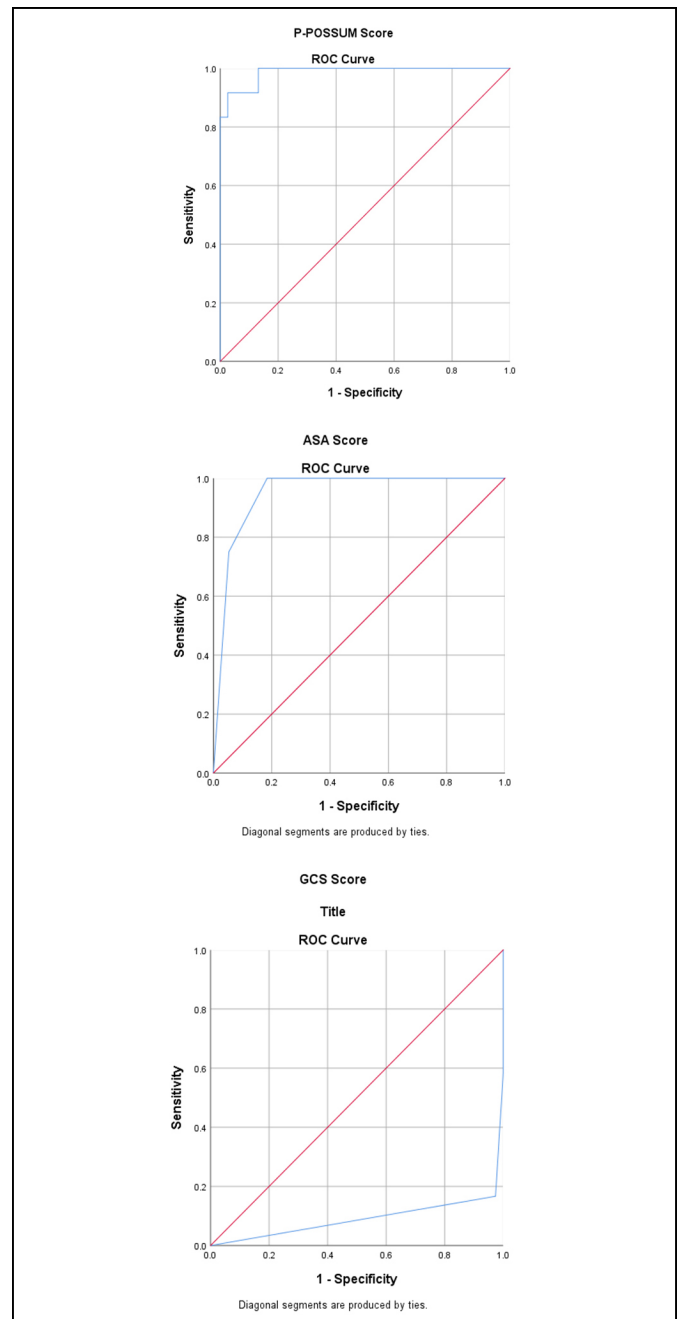 P-POSSUM Score
ROC Curve
1.0
0.8
0.6
0.4
0.2
0.0
Sensitivity
0.0 0.2 0.4 0.6 0.8 1.0
1 - Specificity
ASA Score
ROC Curve
1.0
0.8
0.6
0.4
0.2
0.0
Sensitivity
0.0 0.2 0.4 0.6 0.8 1.0
1 - Specificity
Diagonal segments are produced by ties.
GCS Score
Title
ROC Curve
1.0
0.8
0.6
0.4
0.2
0.0
Sensitivity
0.0 0.2 0.4 0.6 0.8 1.0
1 - Specificity
Diagonal segments are produced by ties.